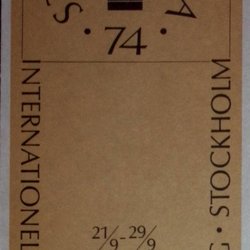 S
A
· 74 ·
INTERNATIONEL
G · STOCKHOLM
21/9 - 29/9